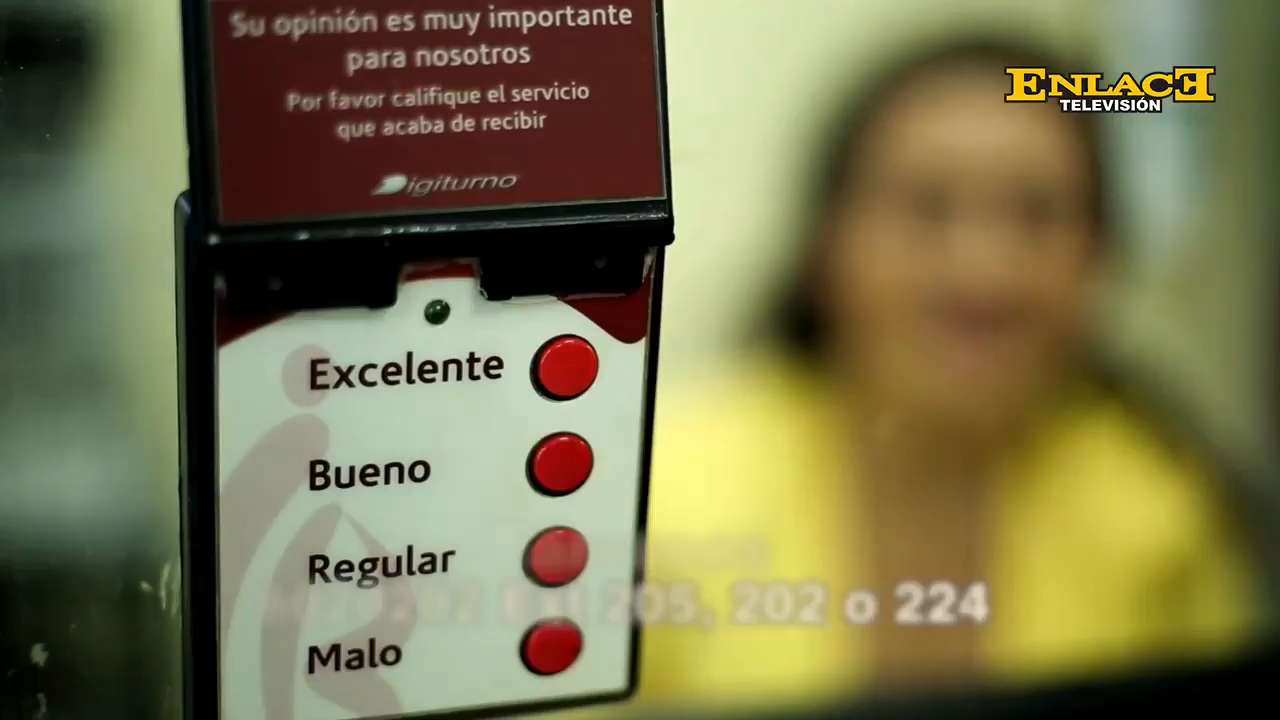 Su opinión es muy importante
para nosotros
Por favor califique el servicio
que acaba de recibir
Digiturno
ENLACE
TELEVISIÓN
Excelente
Bueno
Regular
Malo
205, 202 o 224